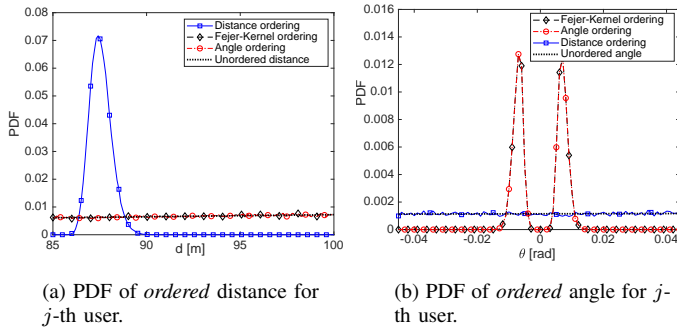 0.08
0.07
0.06
0.05
0.04
0.03
0.02
0.01
0
PDF
85
90
95
100
d [m]
Distance ordering
Fejer-Kernel ordering
Angle ordering
Unordered distance
(a) PDF of ordered distance for
j-th user.
0.016
0.014
0.012
0.01
0.008
0.006
0.004
0.002
0
PDF
-0.04
-0.02
0
0.02
0.04
θ [rad]
Fejer-Kernel ordering
Angle ordering
Distance ordering
Unordered angle
(b) PDF of ordered angle for j-
th user.